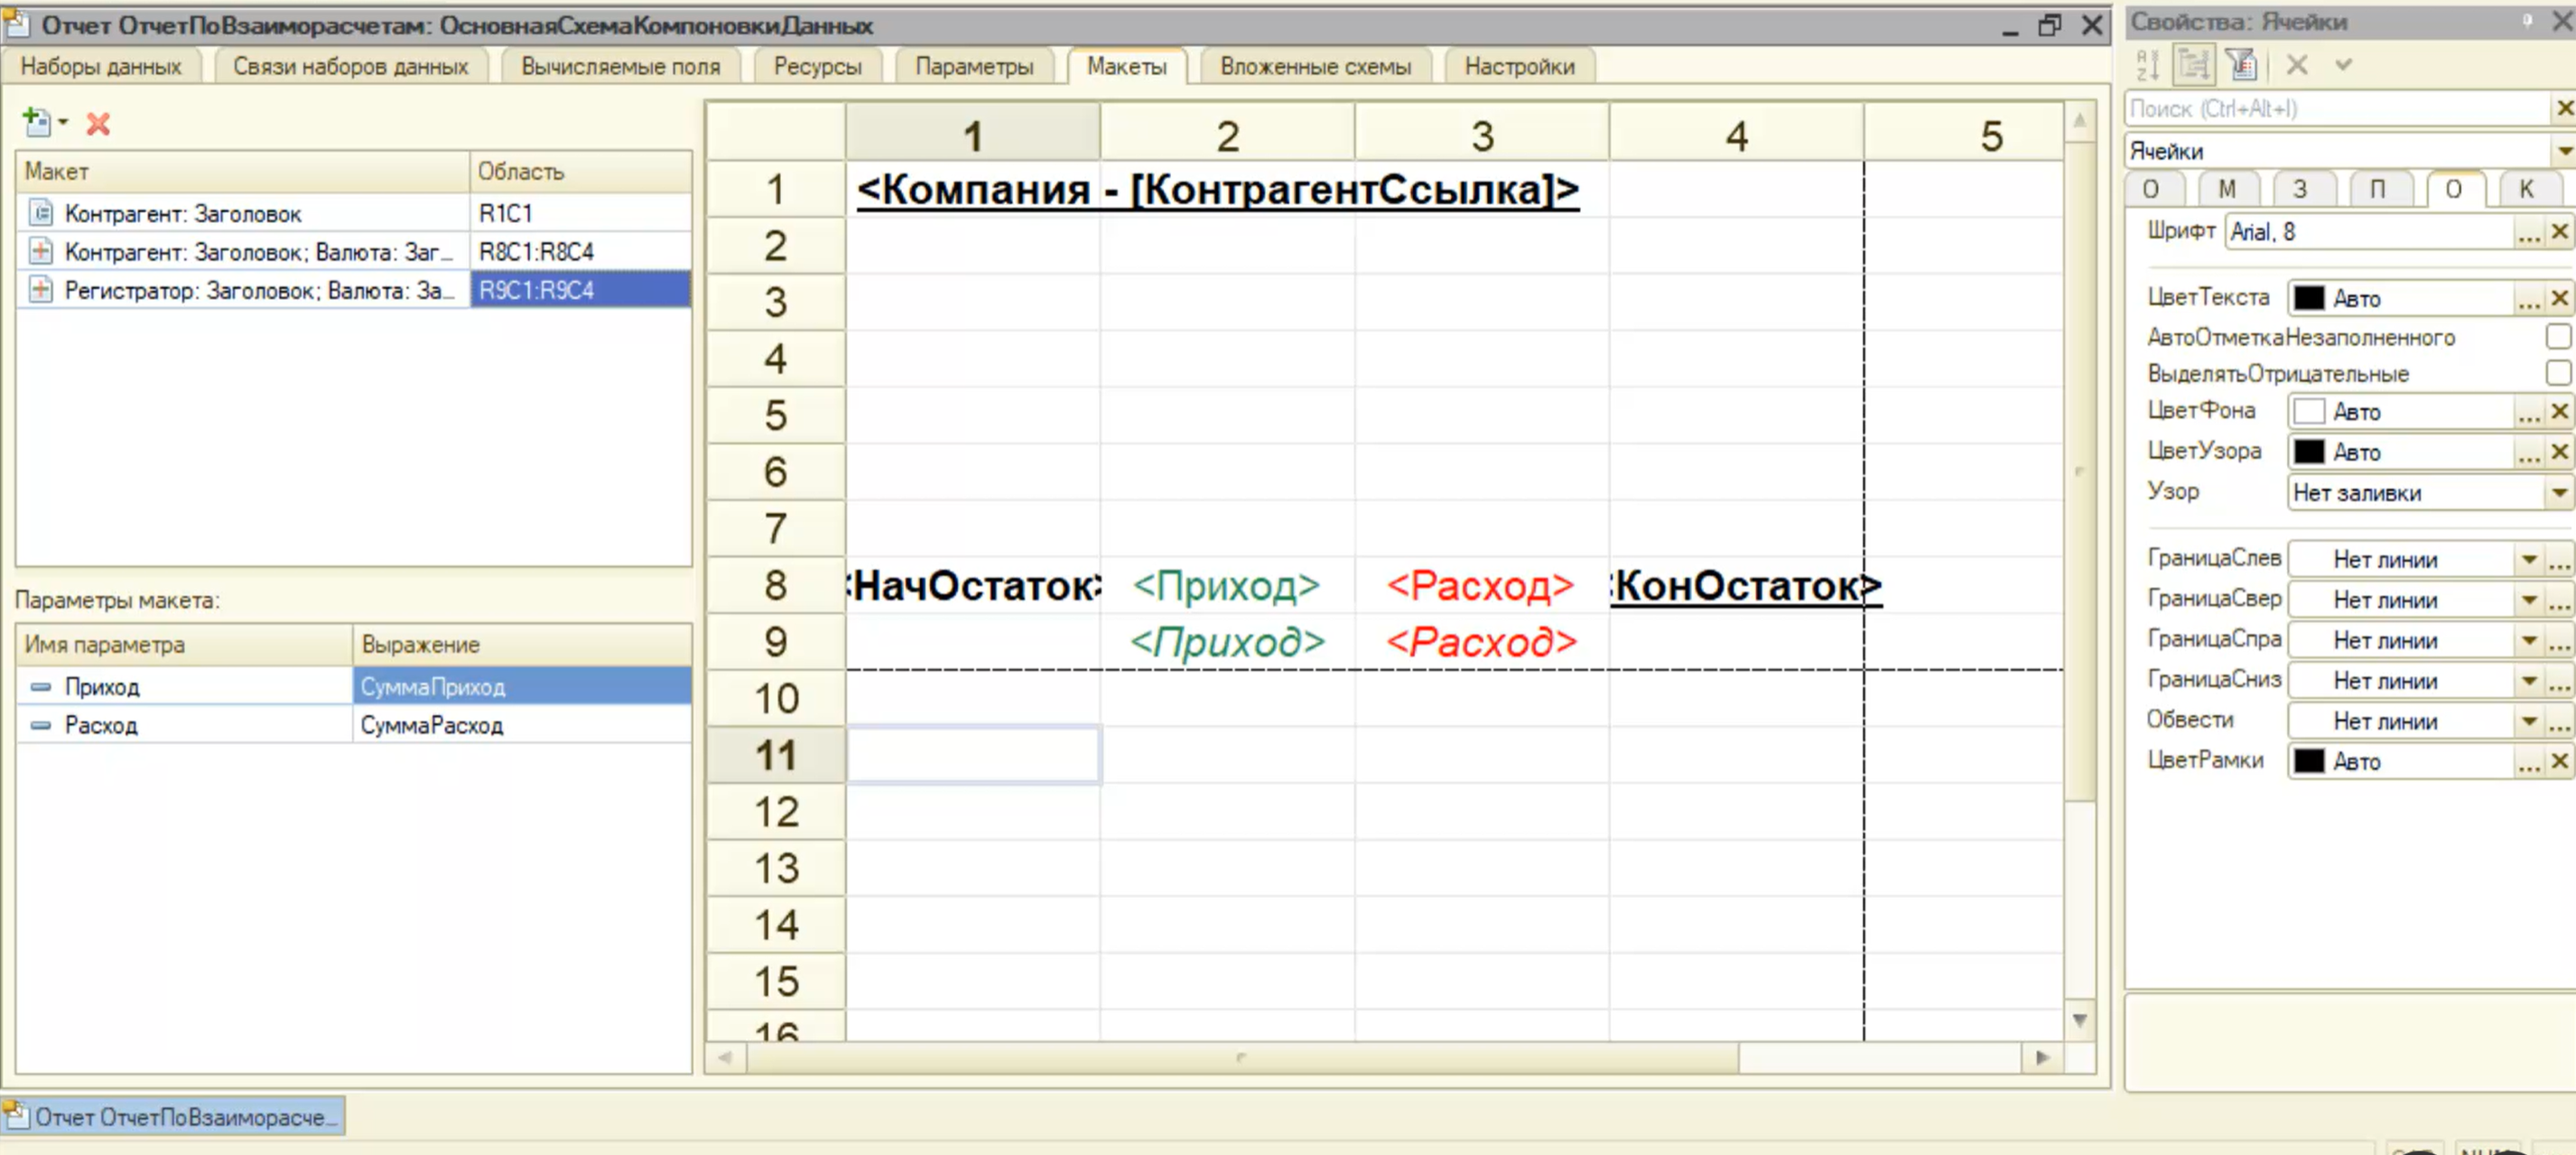 Отчет ОтчетПоВзаиморасчетам: ОсновнаяСхемаКомпоновкиДанных
Наборы данных Связи наборов данных Вычисляемые поля Ресурсы Параметры Макеты Вложенные схемы Настройки
Макет Область
Контрагент: Заголовок R1C1
Контрагент: Заголовок; Валюта: Заг... R8C1:R8C4
Регистратор: Заголовок; Валюта: За... R9C1:R9C4
Параметры макета:
Имя параметра Выражение
Приход СуммаПриход
Расход СуммаРасход
1 2 3 4 5
1 <Компания - [КонтрагентСсылка]>
2
3
4
5
6
7
8 <НачОстаток> <Приход> <Расход> <КонОстаток>
9 <Приход> <Расход>
10
11
12
13
14
15
16
Свойства: Ячейки
Поиск (Ctrl+Alt+I)
Ячейки
О М З П О К
Шрифт Arial, 8
ЦветТекста Авто
АвтоОтметкаНезаполненного
ВыделятьОтрицательные
ЦветФона Авто
ЦветУзора Авто
Узор Нет заливки
ГраницаСлев Нет линии
ГраницаСвер Нет линии
ГраницаСпра Нет линии
ГраницаСниз Нет линии
Обвести Нет линии
ЦветРамки Авто
Отчет ОтчетПоВзаиморасче...